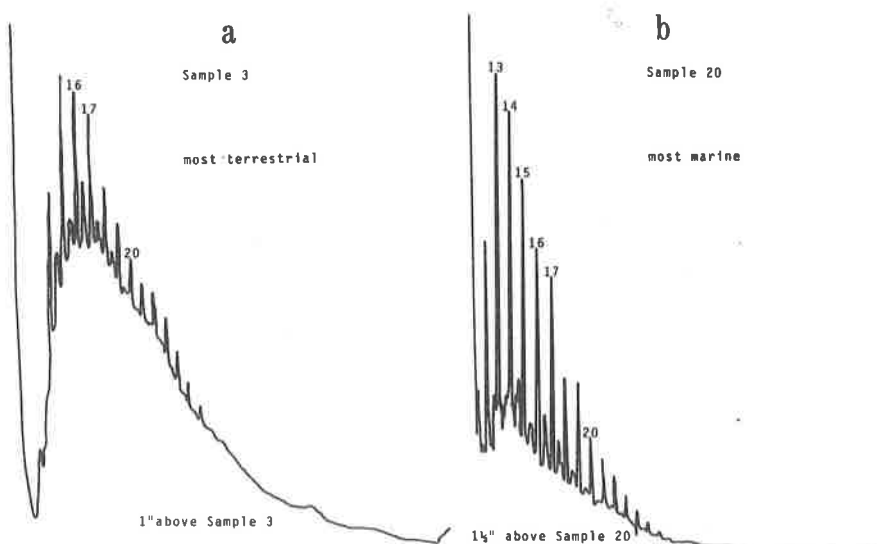 a
Sample 3
16
17
most terrestrial
20
1"above Sample 3
b
13
Sample 20
14
most marine
15
16
17
20
1½" above Sample 20